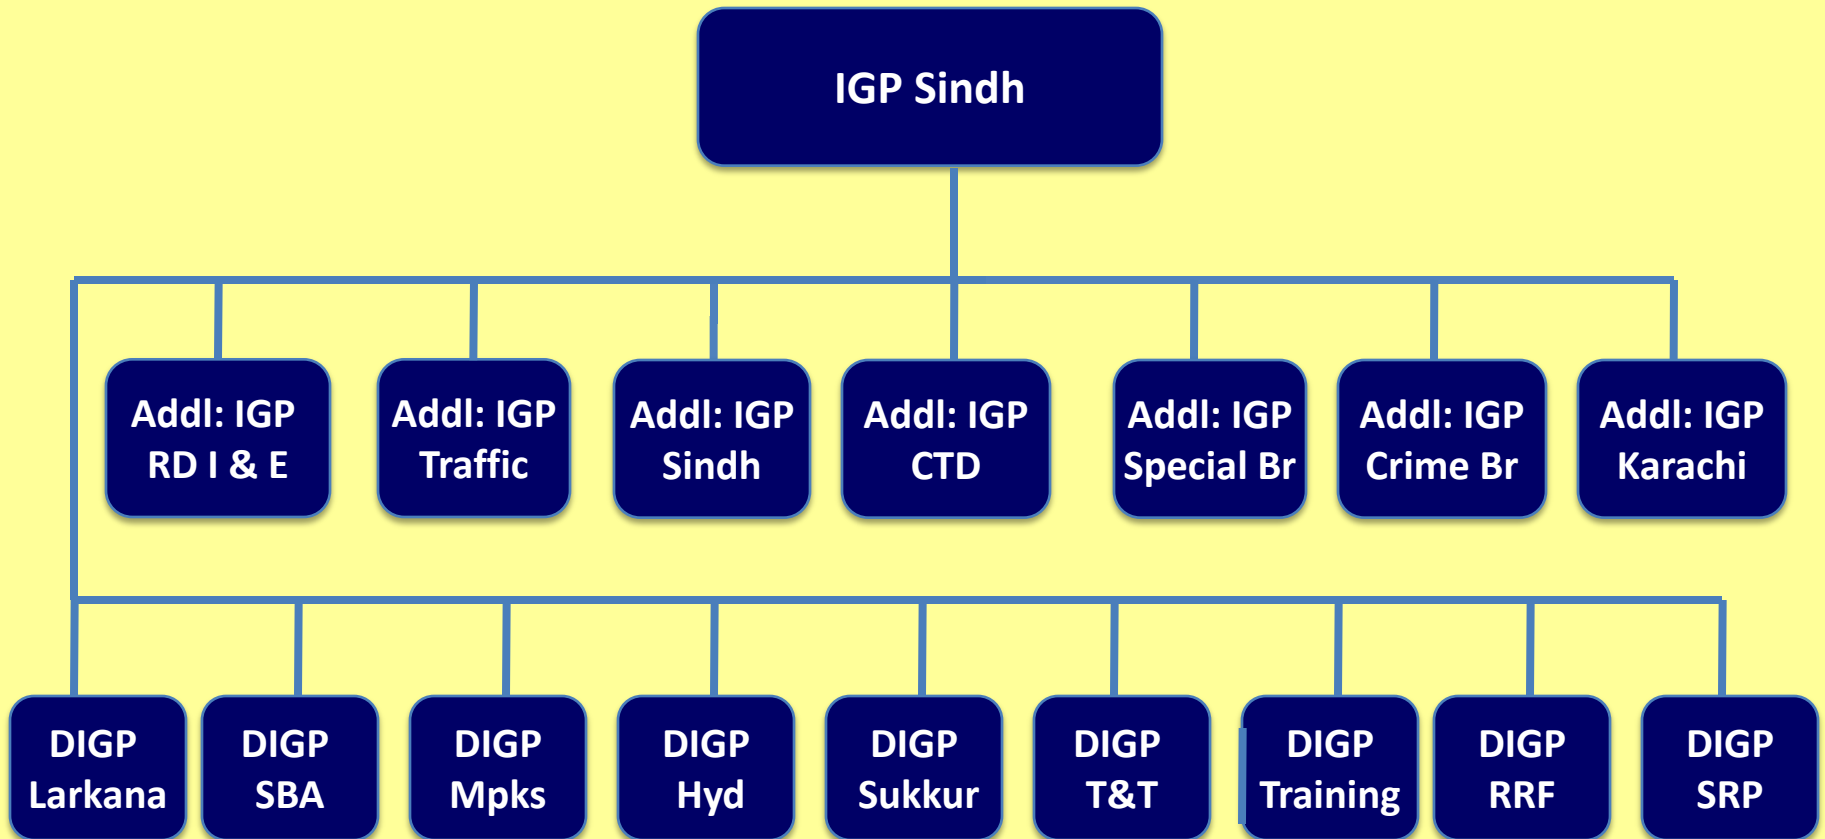 IGP Sindh
Addl: IGP
RD I & E
Addl: IGP
Traffic
Addl: IGP
Sindh
Addl: IGP
CTD
Addl: IGP
Special Br
Addl: IGP
Crime Br
Addl: IGP
Karachi
DIGP
Larkana
DIGP
SBA
DIGP
Mpks
DIGP
Hyd
DIGP
Sukkur
DIGP
T&T
DIGP
Training
DIGP
RRF
DIGP
SRP